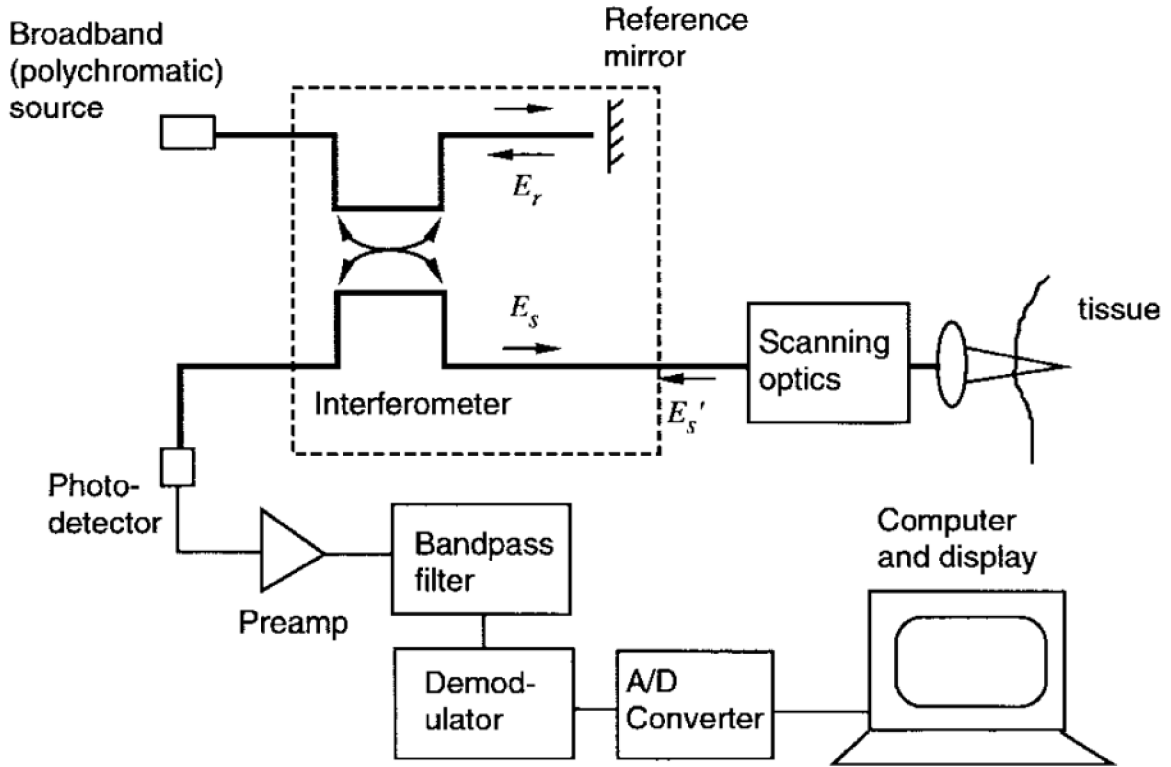 Broadband
(polychromatic)
source
Reference
mirror
E_r
E_s
Interferometer
E_s'
Scanning
optics
tissue
Photo-
detector
Preamp
Bandpass
filter
Demod-
ulator
A/D
Converter
Computer
and display